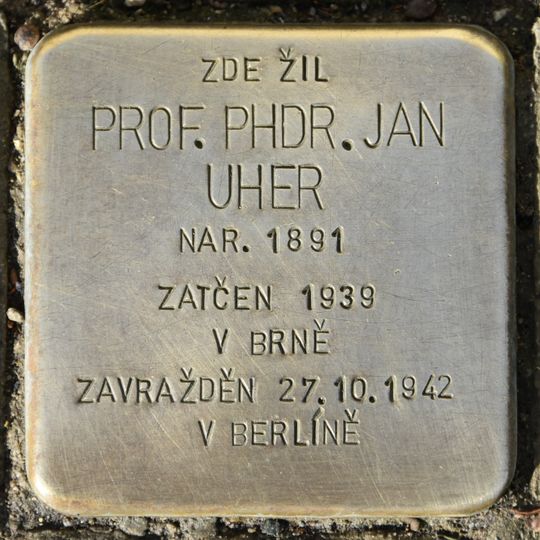 ZDE ŽIL
PROF. PHDR. JAN
UHER
NAR. 1891
ZATČEN 1939
V BRNĚ
ZAVRAŽDĚN 27.10.1942
V BERLÍNĚ